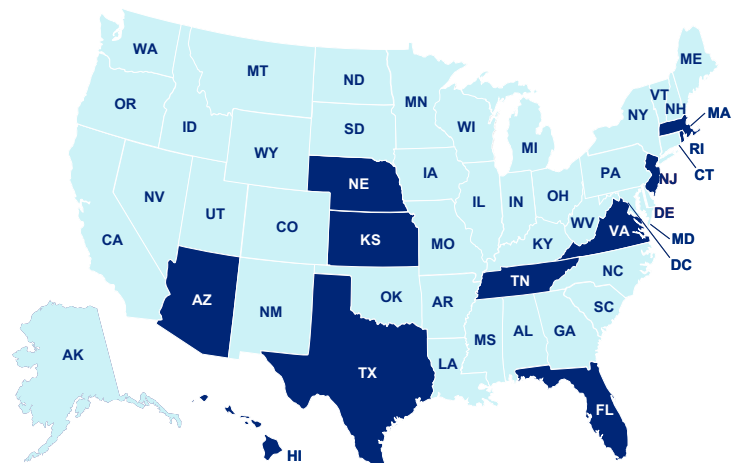 ME
WA
MT
ND
VT
MN
OR
NH
MA
NY
ID
SD
WI
RI
MI
WY
CT
IA
PA
NE
NJ
NV
OH
IL
IN
UT
DE
CO
WV
VA
MD
CA
KS
MO
KY
DC
NC
TN
AZ
OK
AR
NM
SC
MS
AL
GA
AK
LA
TX
FL
HI